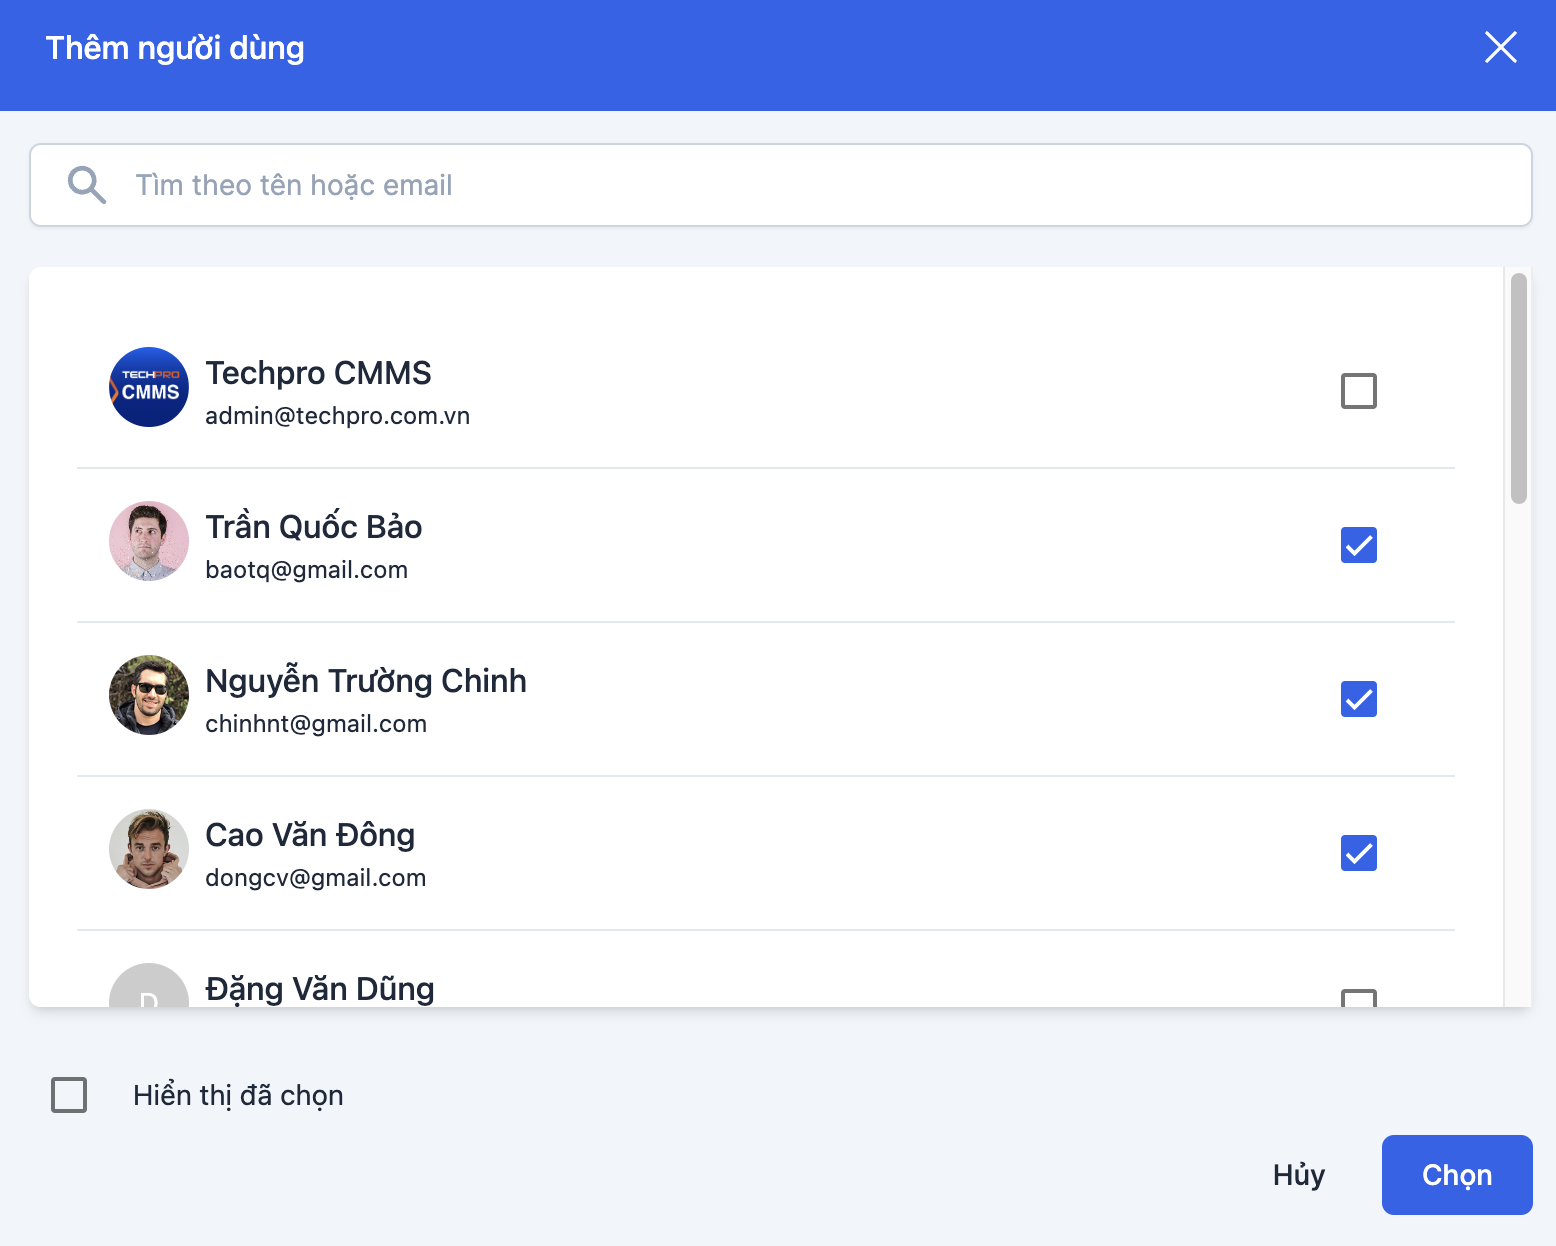 Thêm người dùng
Tìm theo tên hoặc email
TECHPRO
CMMS
Techpro CMMS
admin@techpro.com.vn
Trần Quốc Bảo
baotq@gmail.com
Nguyễn Trường Chinh
chinhnt@gmail.com
Cao Văn Đông
dongcv@gmail.com
D
Đặng Văn Dũng
Hiển thị đã chọn
Hủy
Chọn